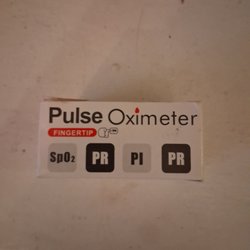 Pulse Oximeter
FINGERTIP
SpO₂ PR PI PR